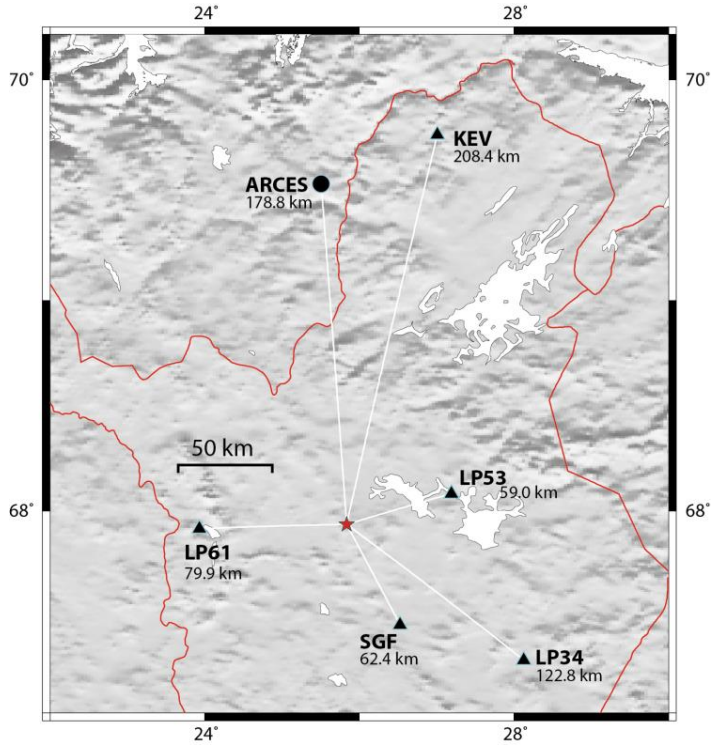 24° 28°
70° 70°
KEV
208.4 km
ARCES
178.8 km
50 km
LP53
59.0 km
68° 68°
LP61
79.9 km
SGF
62.4 km
LP34
122.8 km
24° 28°